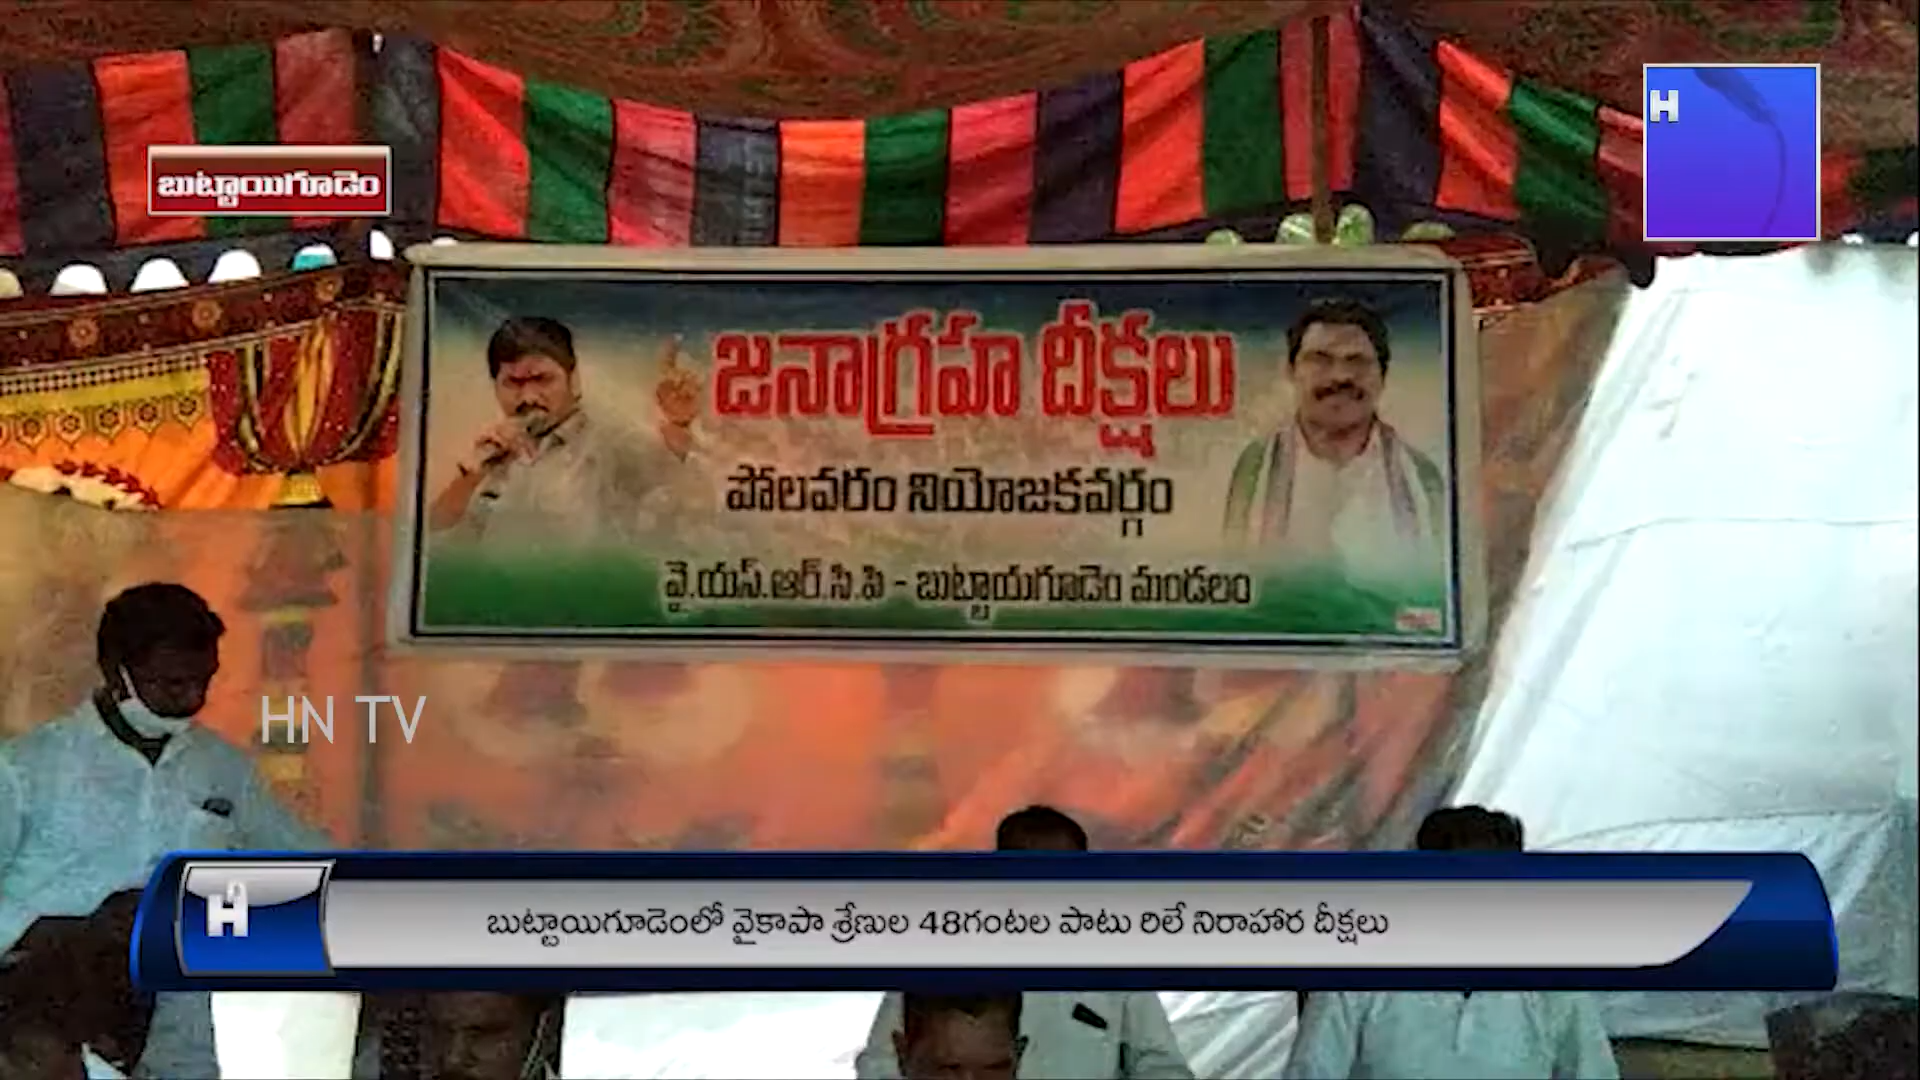 H
బుట్టాయిగూడెం
జనాగ్రహ దీక్షలు
పోలవరం నియోజకవర్గం
వై.యస్.ఆర్.సి.పి - బుట్టాయగూడెం మండలం
HN TV
H
బుట్టాయిగూడెంలో వైకాపా శ్రేణుల 48గంటల పాటు రిలే నిరాహార దీక్షలు